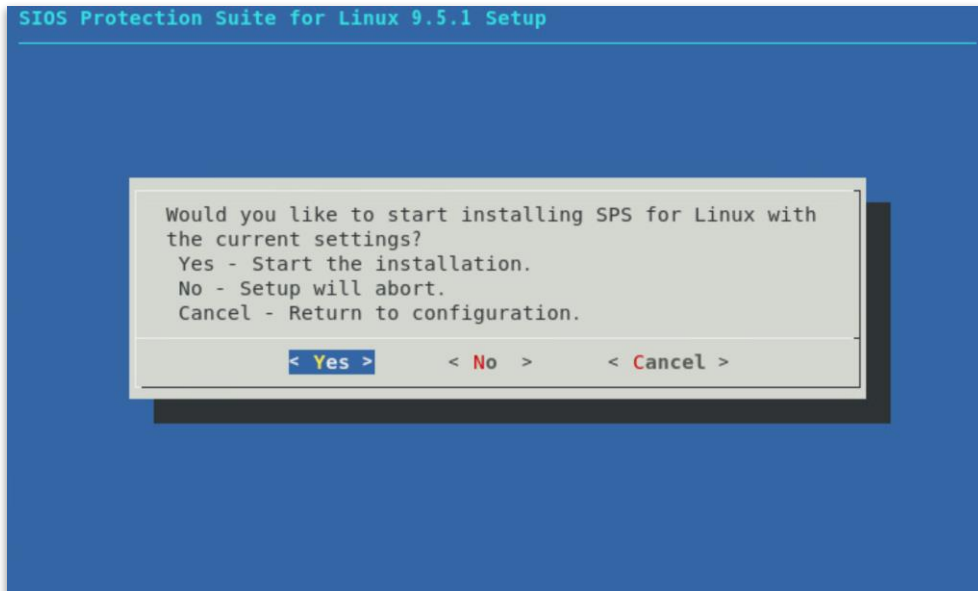 SIOS Protection Suite for Linux 9.5.1 Setup
Would you like to start installing SPS for Linux with
the current settings?
Yes - Start the installation.
No - Setup will abort.
Cancel - Return to configuration.
< Yes > < No > < Cancel >